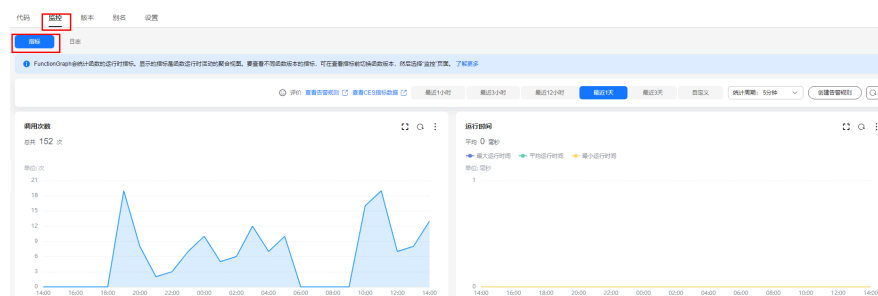 代码 监控 版本 别名 设置
指标 日志
FunctionGraph会统计函数的运行时指标。显示的指标是函数运行时活动的聚合视图。要查看不同函数版本的指标，可在查看指标前切换函数版本，然后选择“监控”页面。 了解更多
评价 查看告警规则 查看CES指标数据 最近1小时 最近3小时 最近12小时 最近1天 最近3天 自定义 统计周期： 5分钟 创建告警规则
调用次数
总共 152 次
单位: 次
21
18
15
12
9
6
3
0
14:00 16:00 18:00 20:00 22:00 00:00 02:00 04:00 06:00 08:00 10:00 12:00 14:00
运行时间
平均 0 毫秒
最大运行时间 平均运行时间 最小运行时间
单位: 毫秒
1
0
14:00 16:00 18:00 20:00 22:00 00:00 02:00 04:00 06:00 08:00 10:00 12:00 14:00